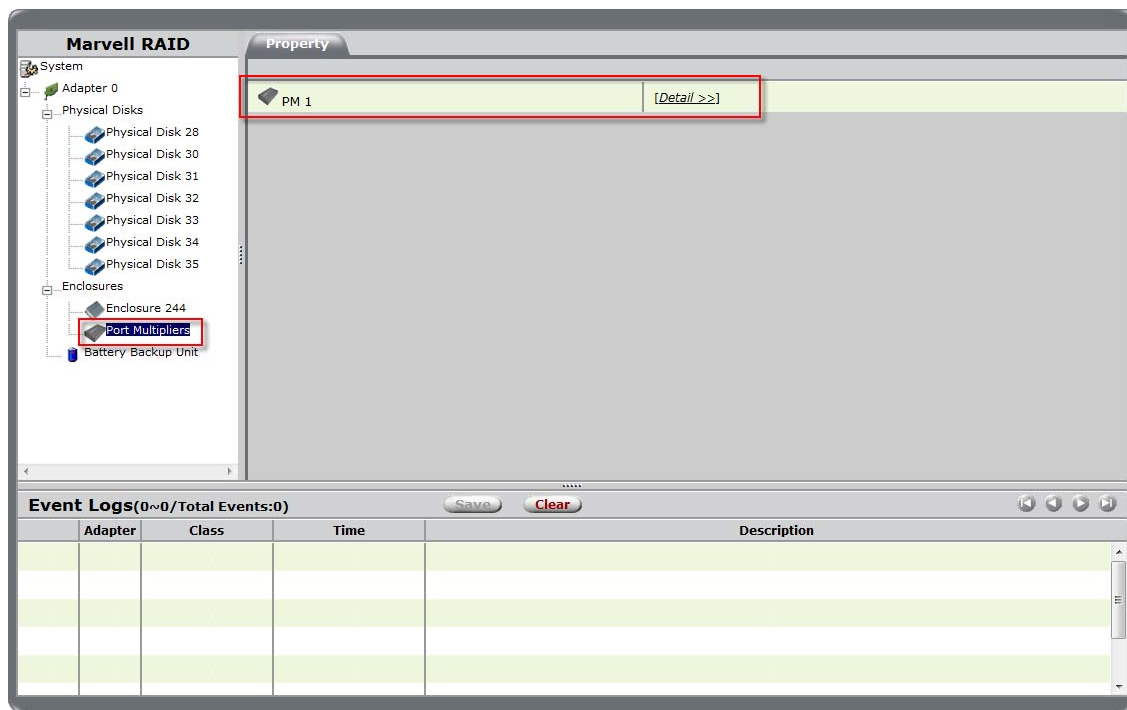 Marvell RAID
System
Adapter 0
Physical Disks
Physical Disk 28
Physical Disk 30
Physical Disk 31
Physical Disk 32
Physical Disk 33
Physical Disk 34
Physical Disk 35
Enclosures
Enclosure 244
Port Multipliers
Battery Backup Unit
Property
PM 1 [Detail >>]
Event Logs(0~0/Total Events:0) Save Clear
Adapter Class Time Description